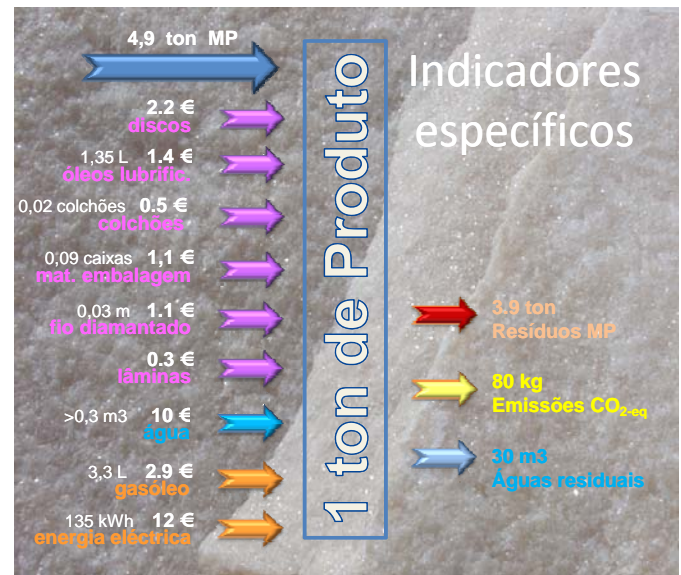 4,9 ton MP
Indicadores
específicos
2.2 €
discos
1,35 L 1.4 €
óleos lubrific.
0,02 colchões 0.5 €
colchões
0,09 caixas 1,1 €
mat. embalagem
0,03 m 1.1 €
fio diamantado
0.3 €
lâminas
>0,3 m3 10 €
água
3,3 L 2.9 €
gasóleo
135 kWh 12 €
energia eléctrica
1 ton de Produto
3.9 ton
Resíduos MP
80 kg
Emissões CO2-eq
30 m3
Águas residuais